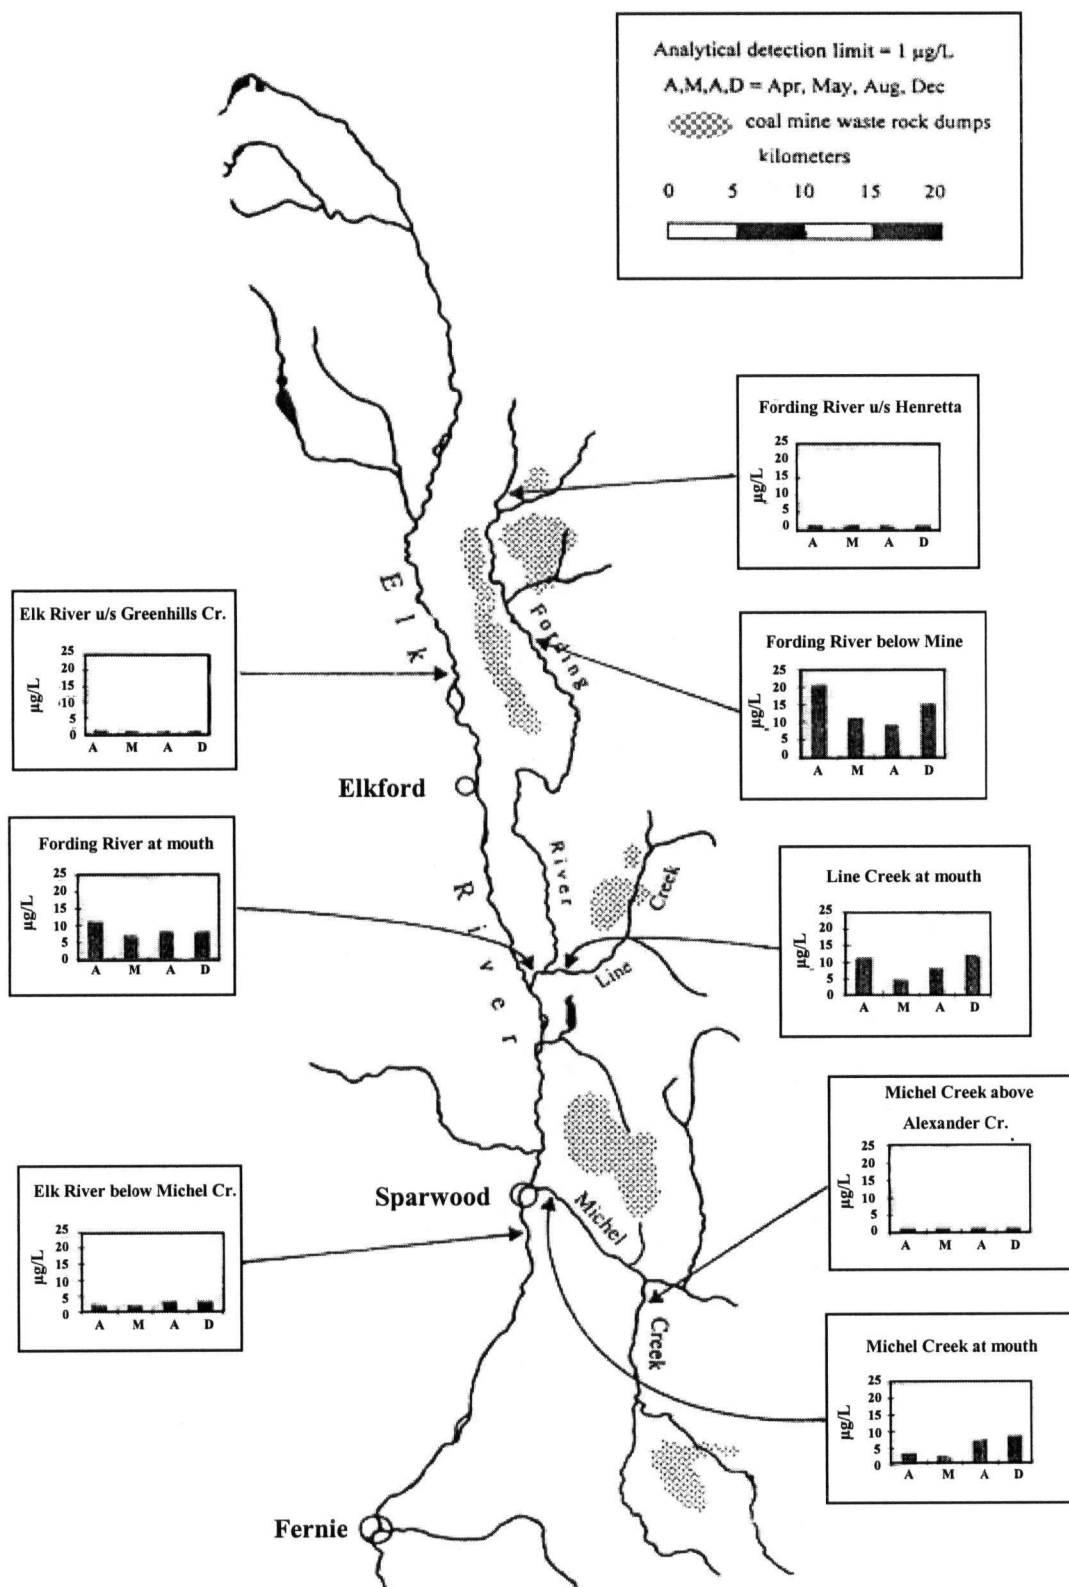 Analytical detection limit = 1 µg/L
A,M,A,D = Apr, May, Aug, Dec
coal mine waste rock dumps
kilometers
0 5 10 15 20
Fording River u/s Henretta
25
20
15
10
5
0
µg/L
A M A D
Elk River u/s Greenhills Cr.
25
20
15
10
5
0
µg/L
A M A D
Fording River below Mine
25
20
15
10
5
0
µg/L
A M A D
Elk
River
Fording
River
Elkford
Fording River at mouth
25
20
15
10
5
0
µg/L
A M A D
Line Creek at mouth
25
20
15
10
5
0
µg/L
A M A D
Line
Creek
Michel Creek above
Alexander Cr.
25
20
15
10
5
0
µg/L
A M A D
Elk River below Michel Cr.
25
20
15
10
5
0
µg/L
A M A D
Sparwood
Michel
Creek
Michel Creek at mouth
25
20
15
10
5
0
µg/L
A M A D
Fernie